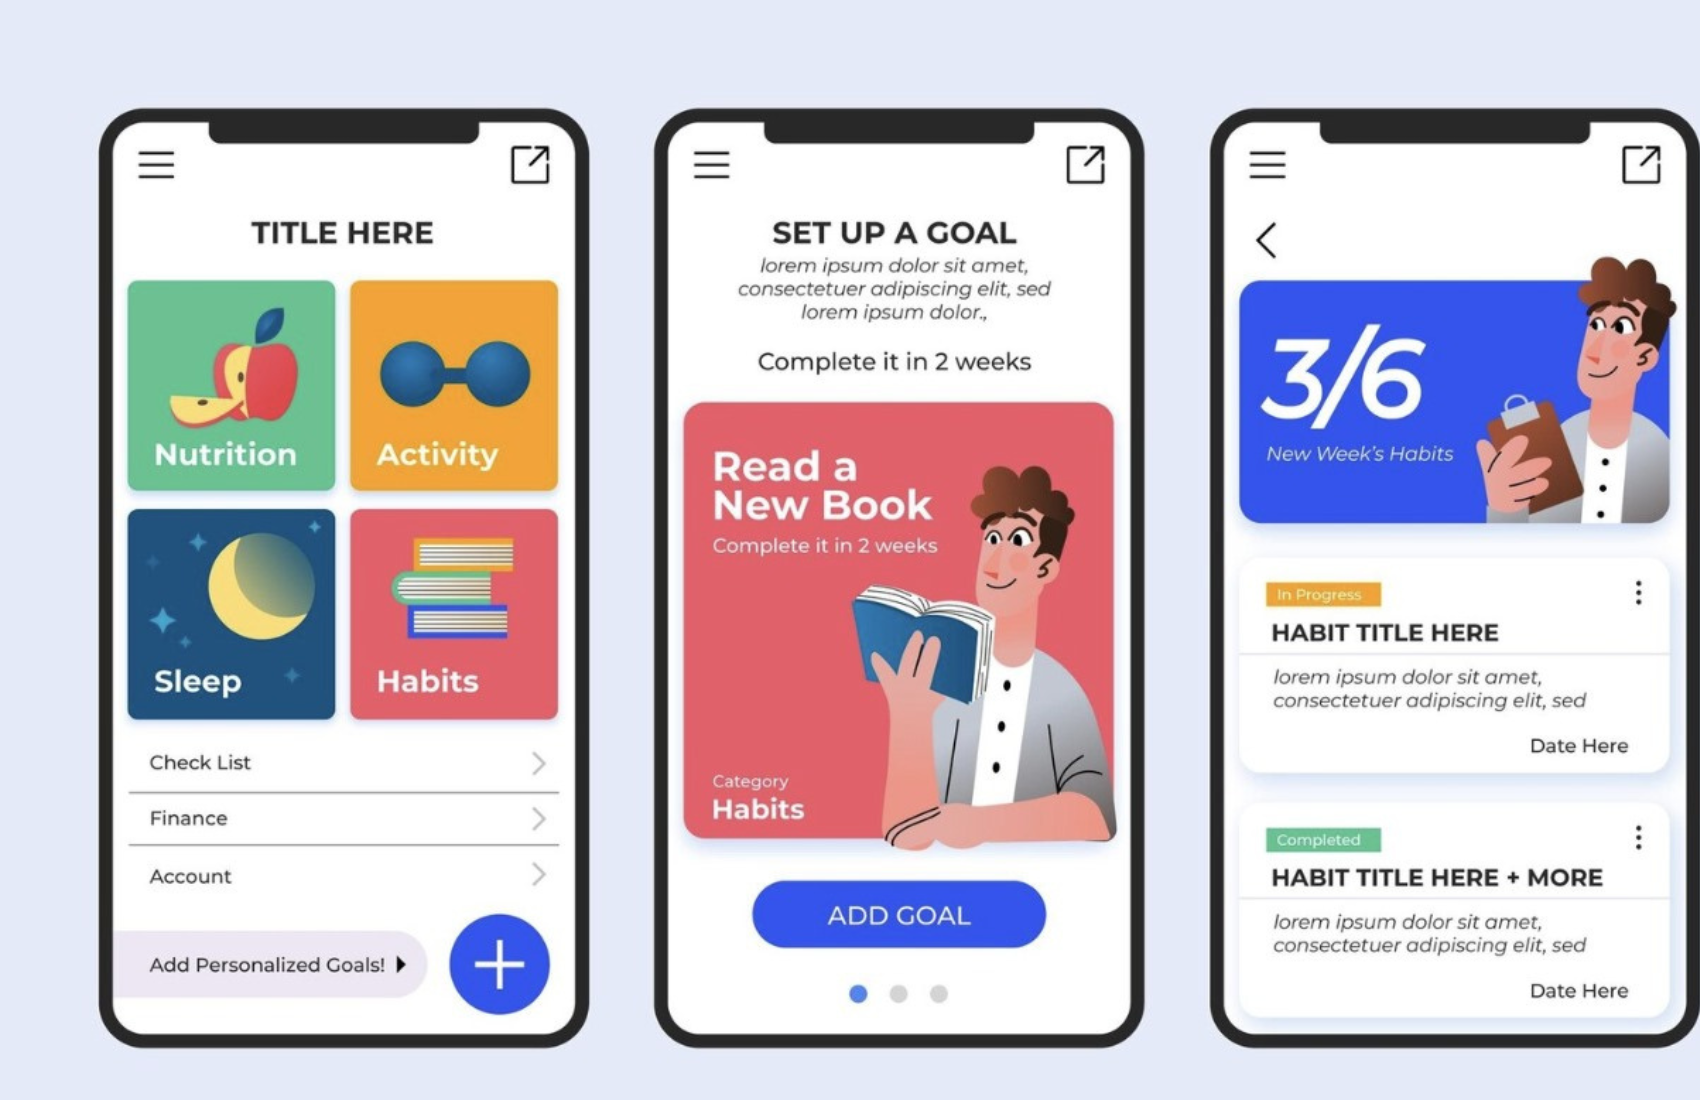 TITLE HERE
Nutrition
Activity
Sleep
Habits
Check List
Finance
Account
Add Personalized Goals!
SET UP A GOAL
lorem ipsum dolor sit amet,
consectetuer adipiscing elit, sed
lorem ipsum dolor.,
Complete it in 2 weeks
Read a
New Book
Complete it in 2 weeks
Category
Habits
ADD GOAL
3/6
New Week's Habits
In Progress
HABIT TITLE HERE
lorem ipsum dolor sit amet,
consectetuer adipiscing elit, sed
Date Here
Completed
HABIT TITLE HERE + MORE
lorem ipsum dolor sit amet,
consectetuer adipiscing elit, sed
Date Here